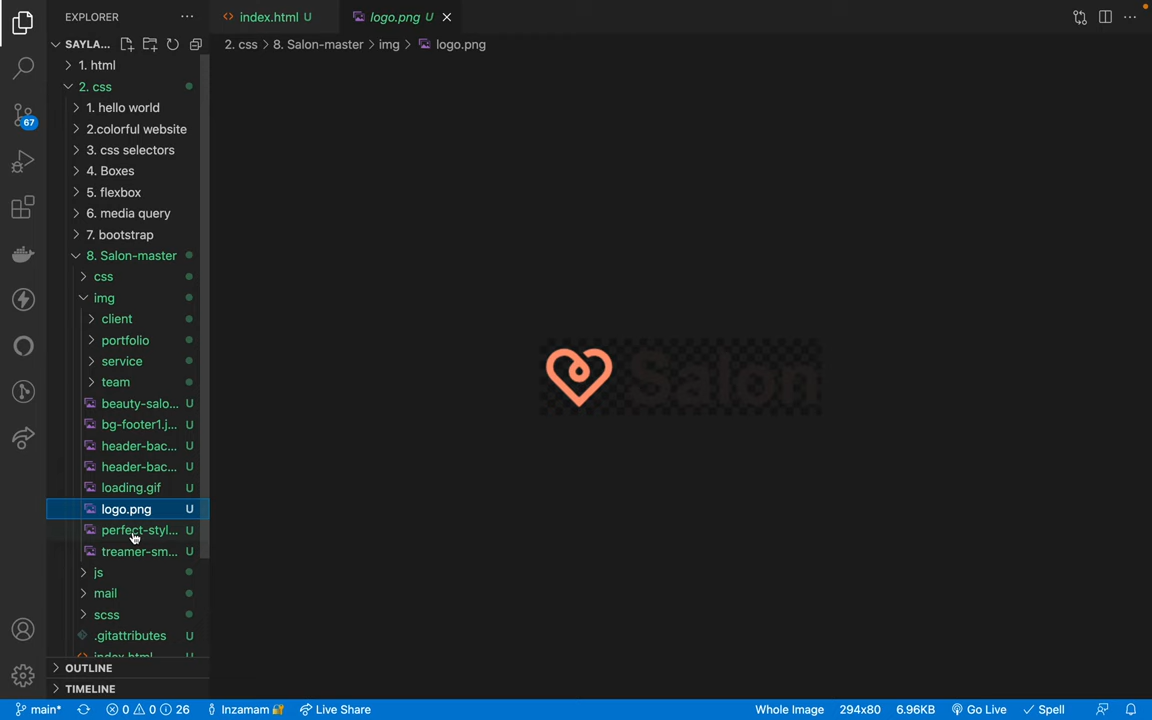 EXPLORER
index.html U
logo.png U
SAYLA...
2. css > 8. Salon-master > img > logo.png
1. html
2. css
1. hello world
2.colorful website
3. css selectors
4. Boxes
5. flexbox
6. media query
7. bootstrap
8. Salon-master
css
img
client
portfolio
service
team
beauty-salo... U
bg-footer1.j... U
header-bac... U
header-bac... U
loading.gif U
logo.png U
perfect-styl... U
treamer-sm... U
js
mail
scss
.gitattributes U
index.html U
OUTLINE
TIMELINE
Salon
67
main* 0 0 26 Inzamam Live Share Whole Image 294x80 6.96KB Go Live Spell